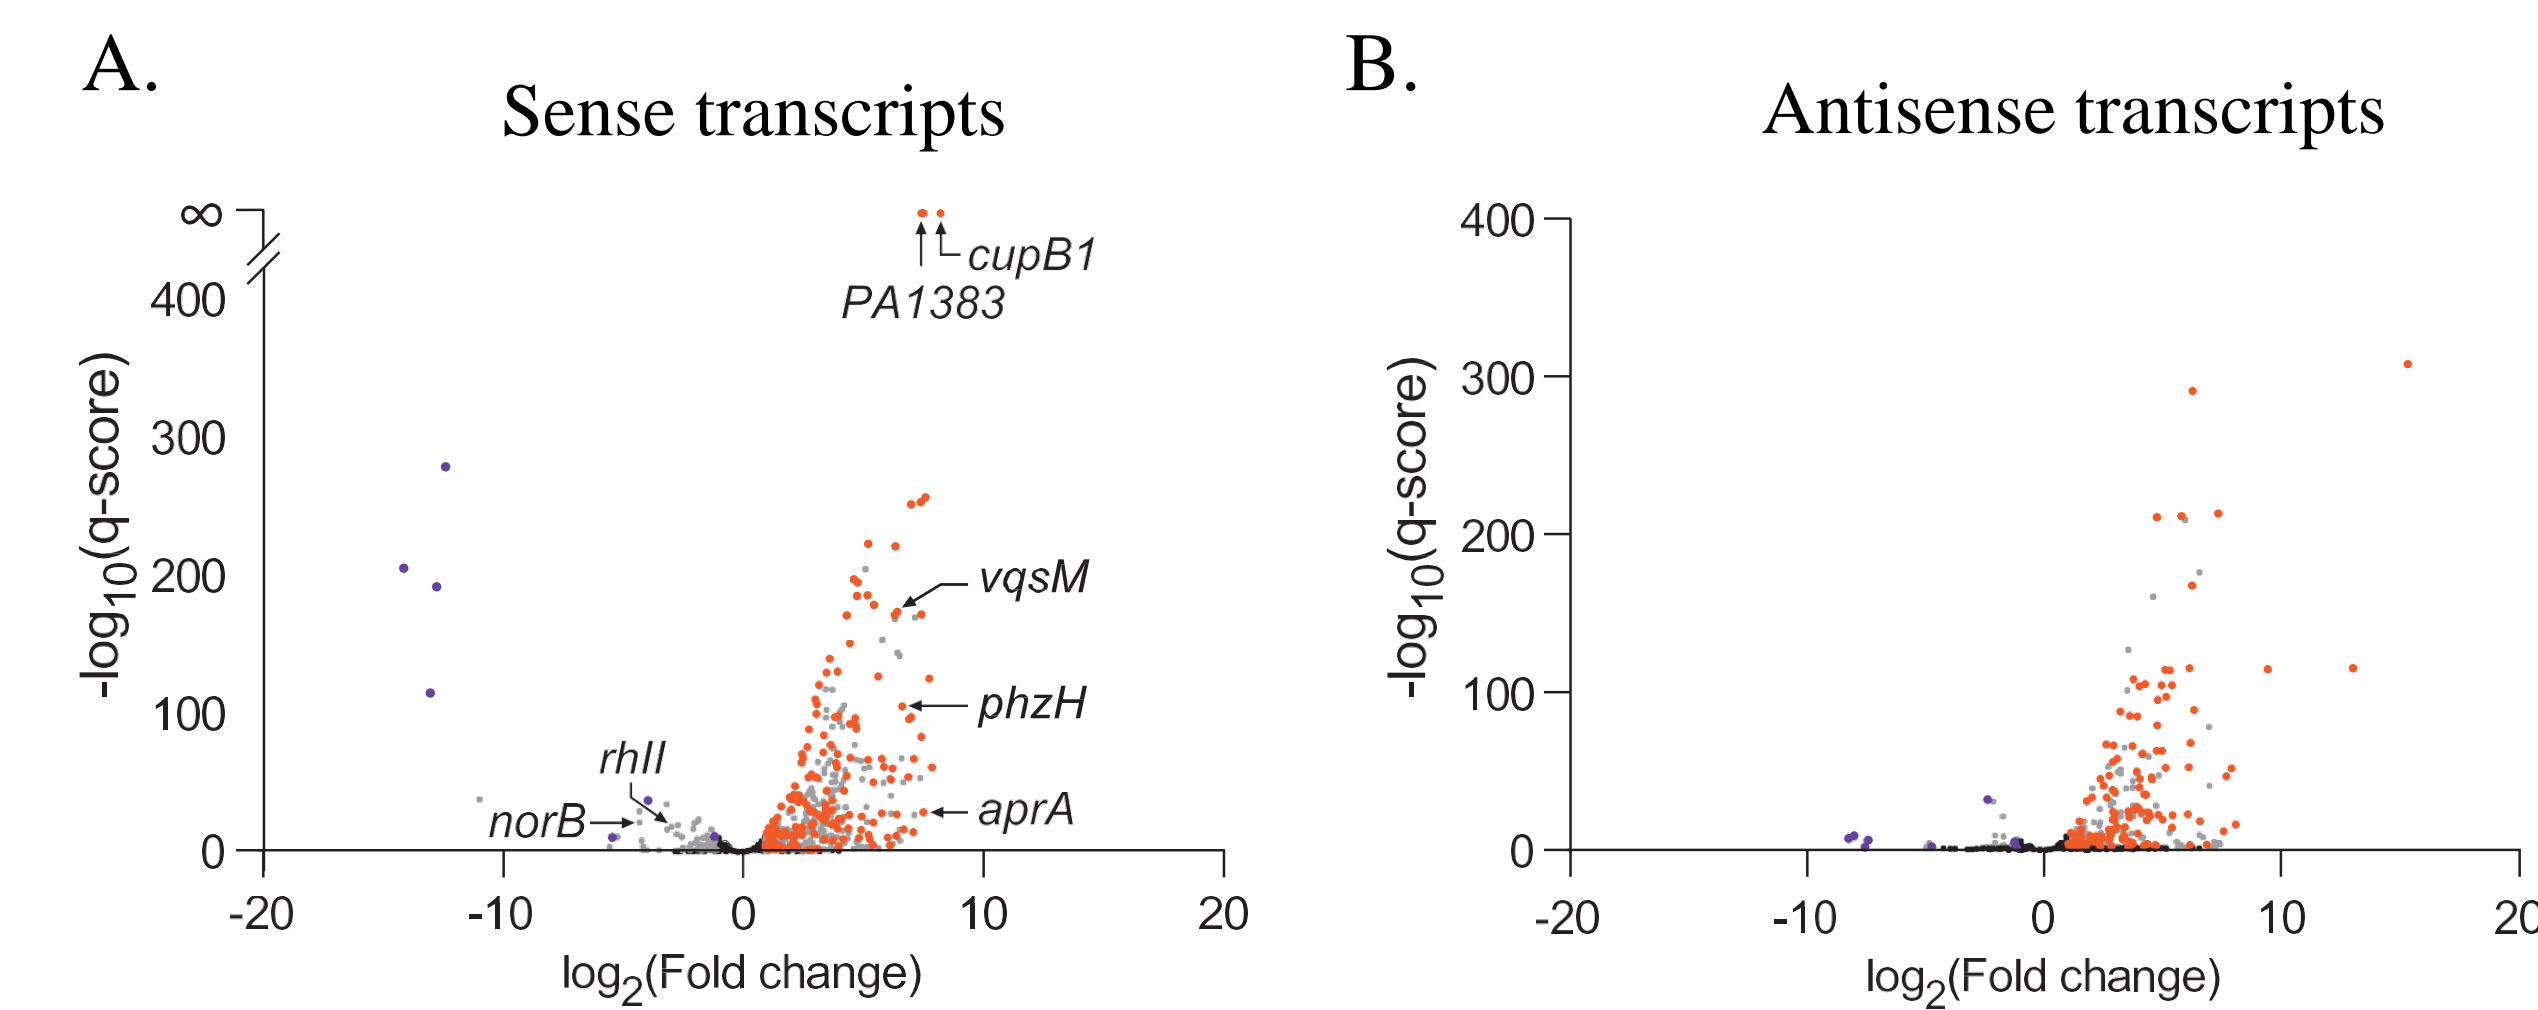 A.
Sense transcripts
∞
400
300
200
100
0
-log10(q-score)
cupB1
PA1383
vqsM
phzH
aprA
rhlI
norB
-20 -10 0 10 20
log2(Fold change)
B.
Antisense transcripts
400
300
200
100
0
-log10(q-score)
-20 -10 0 10 20
log2(Fold change)